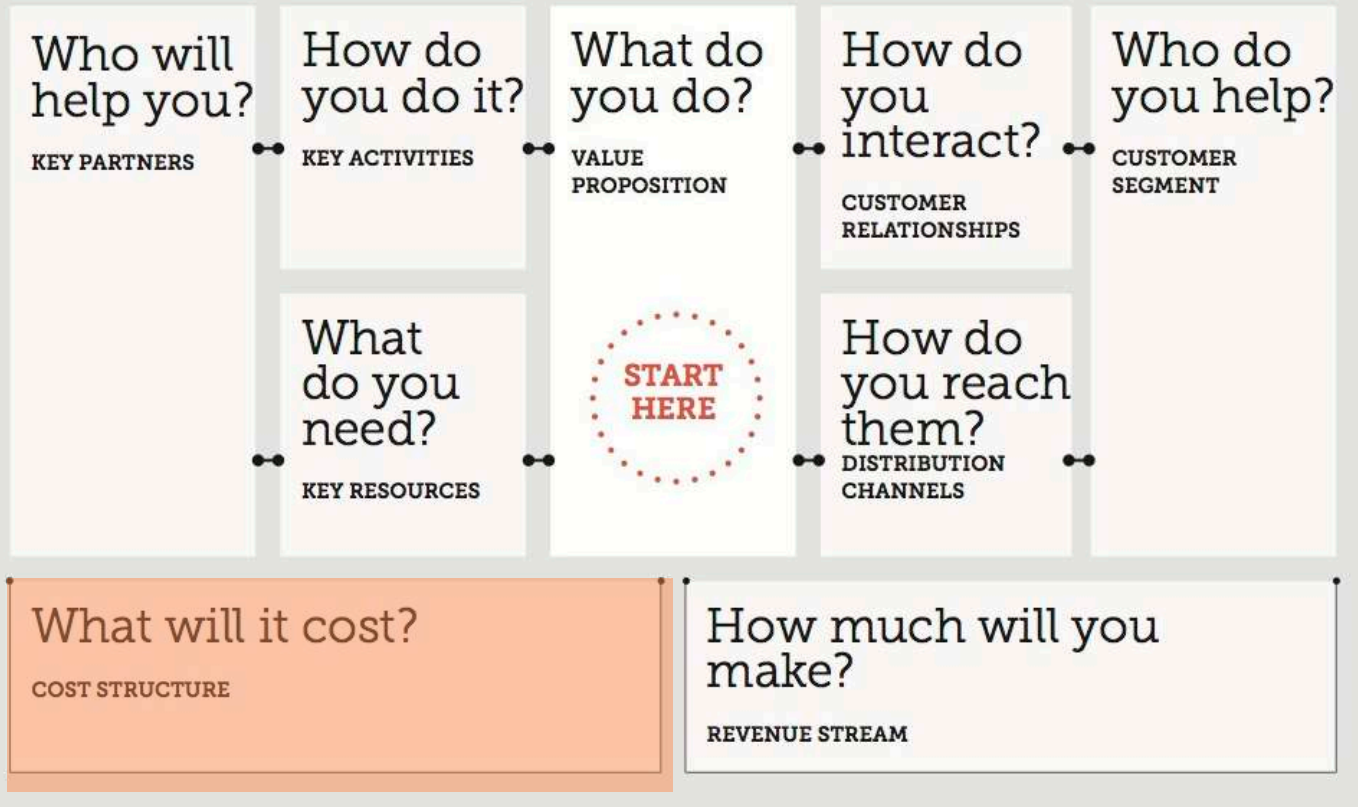 Who will
help you?
KEY PARTNERS
How do
you do it?
KEY ACTIVITIES
What
do you
need?
KEY RESOURCES
What do
you do?
VALUE
PROPOSITION
START
HERE
How do
you
interact?
CUSTOMER
RELATIONSHIPS
How do
you reach
them?
DISTRIBUTION
CHANNELS
Who do
you help?
CUSTOMER
SEGMENT
What will it cost?
COST STRUCTURE
How much will you
make?
REVENUE STREAM